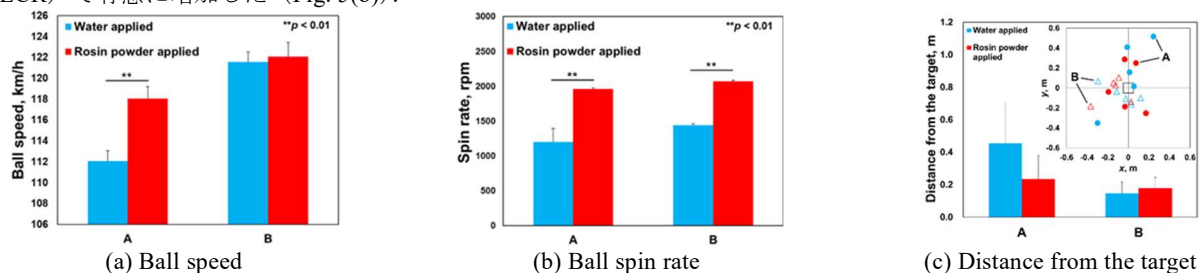 て有意に増加した (Fig. 5(b)).
(a) Ball speed
Ball speed, km/h
126
124
122
120
118
116
114
112
110
108
106
Water applied
Rosin powder applied
**p < 0.01
**
A
B
(b) Ball spin rate
Spin rate, rpm
3000
2500
2000
1500
1000
500
0
Water applied
Rosin powder applied
**p < 0.01
**
**
A
B
(c) Distance from the target
Distance from the target, m
1.2
1.0
0.8
0.6
0.4
0.2
0.0
Water applied
Rosin powder
applied
A
B
y, m
0.6
0.4
0.2
0
-0.2
-0.4
-0.6
-0.6
-0.4
-0.2
0
0.2
0.4
0.6
x, m
A
B